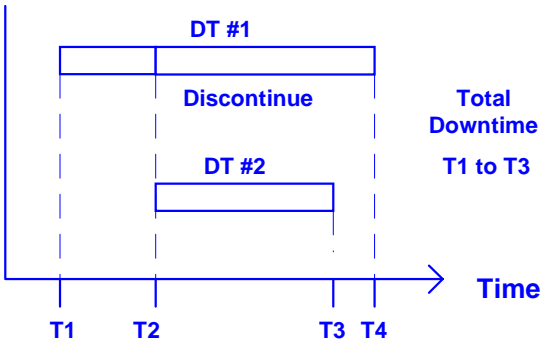 DT #1
Discontinue
Total
Downtime
T1 to T3
DT #2
Time
T1
T2
T3
T4